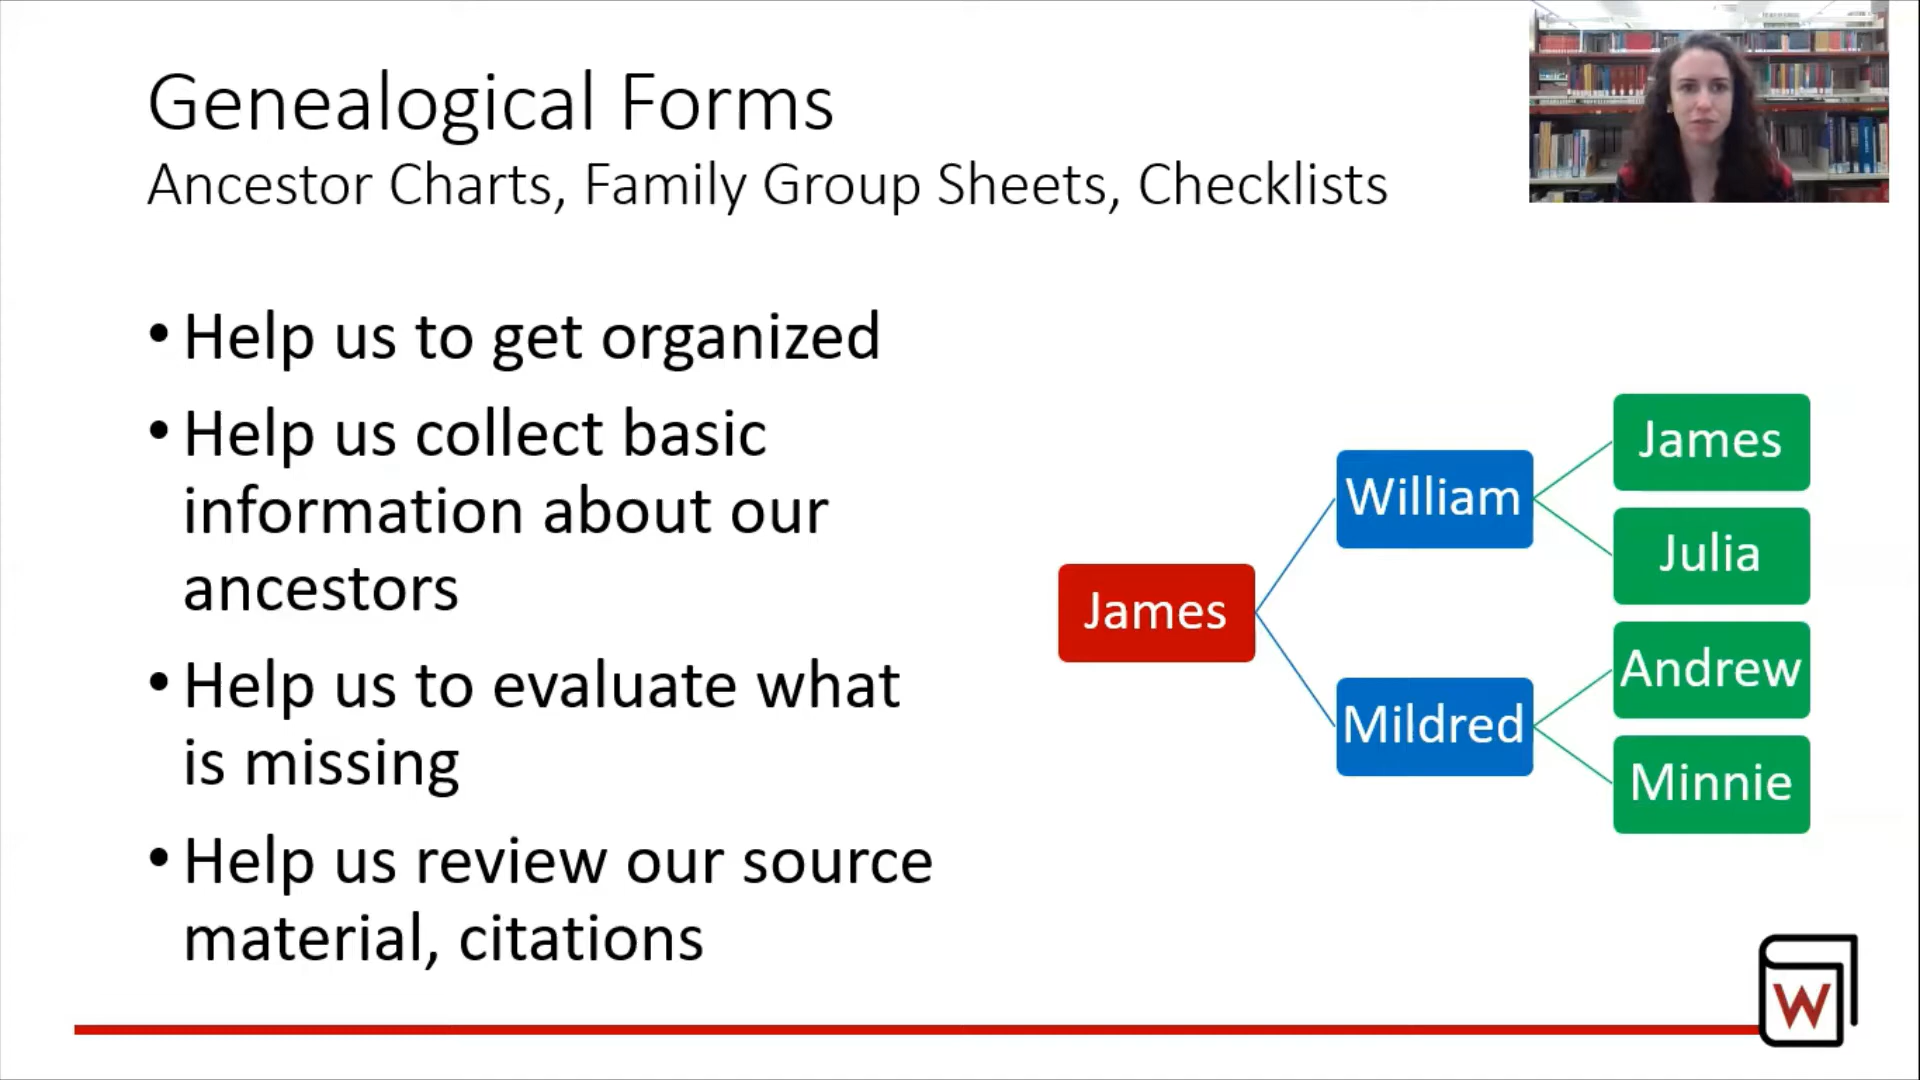 Genealogical Forms
Ancestor Charts, Family Group Sheets, Checklists
• Help us to get organized
• Help us collect basic
information about our
ancestors
• Help us to evaluate what
is missing
• Help us review our source
material, citations
James
William
Mildred
James
Julia
Andrew
Minnie
W